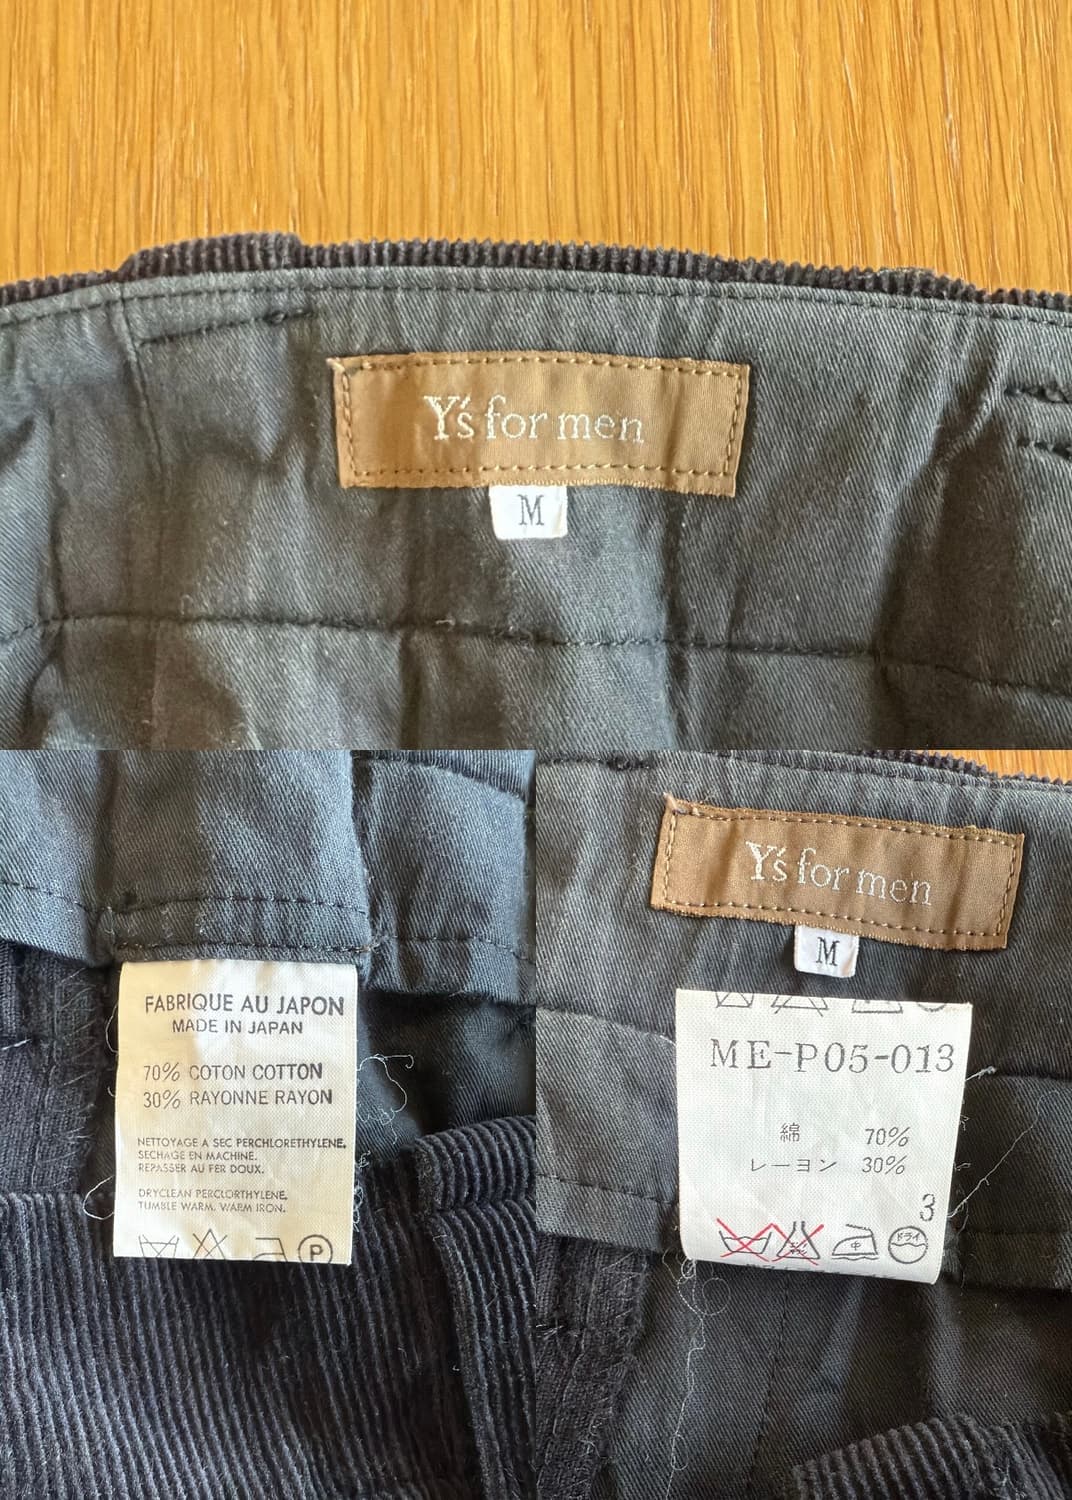 Y's for men
M
FABRIQUE AU JAPON
MADE IN JAPAN
70% COTON COTTON
30% RAYONNE RAYON
NETTOYAGE A SEC PERCHLORETHYLENE,
SECHAGE EN MACHINE.
REPASSER AU FER DOUX.
DRYCLEAN PERCLORTHYLENE,
TUMBLE WARM. WARM IRON.
P
Y's for men
M
ME-P05-013
綿 70%
レーヨン 30%
3
中
ドライ